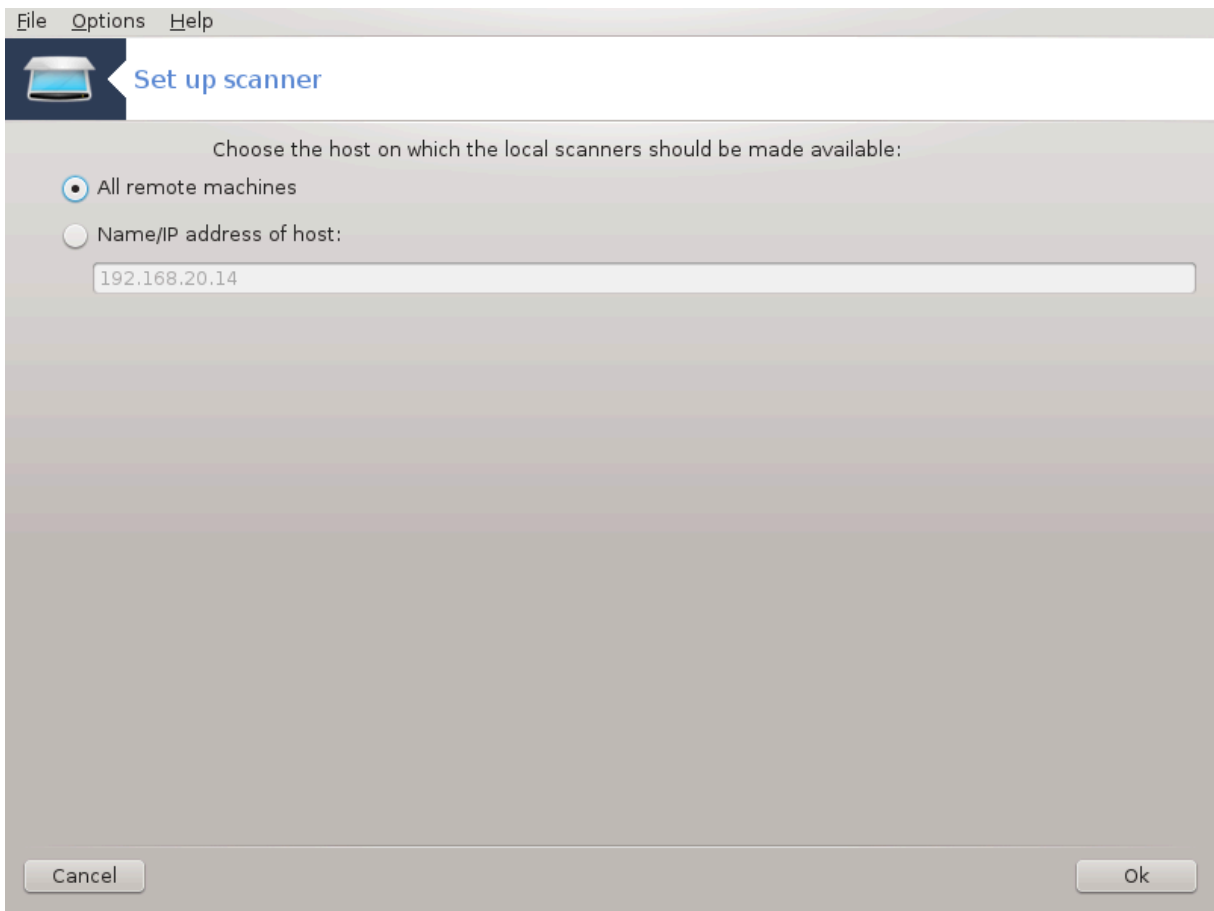 File Options Help
Set up scanner
Choose the host on which the local scanners should be made available:
All remote machines
Name/IP address of host:
192.168.20.14
Cancel Ok